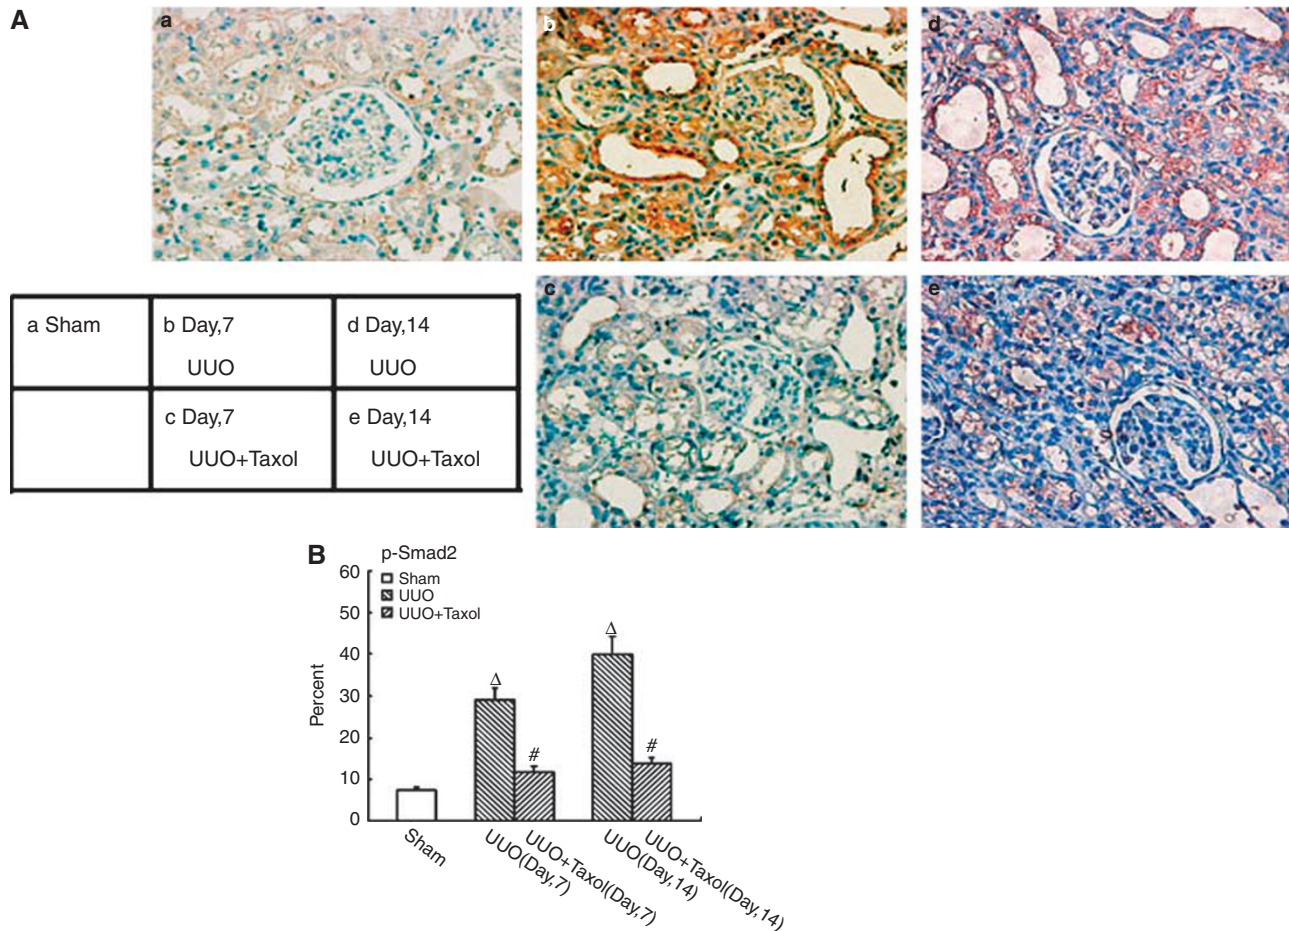 A
a
b
d
c
e
a Sham
b Day,7
UUO
d Day,14
UUO
c Day,7
UUO+Taxol
e Day,14
UUO+Taxol
B
p-Smad2
Sham
UUO
UUO+Taxol
Percent
60
50
40
30
20
10
0
Δ
#
Δ
#
Sham
UUO(Day,7)
UUO+Taxol(Day,7)
UUO(Day,14)
UUO+Taxol(Day,14)